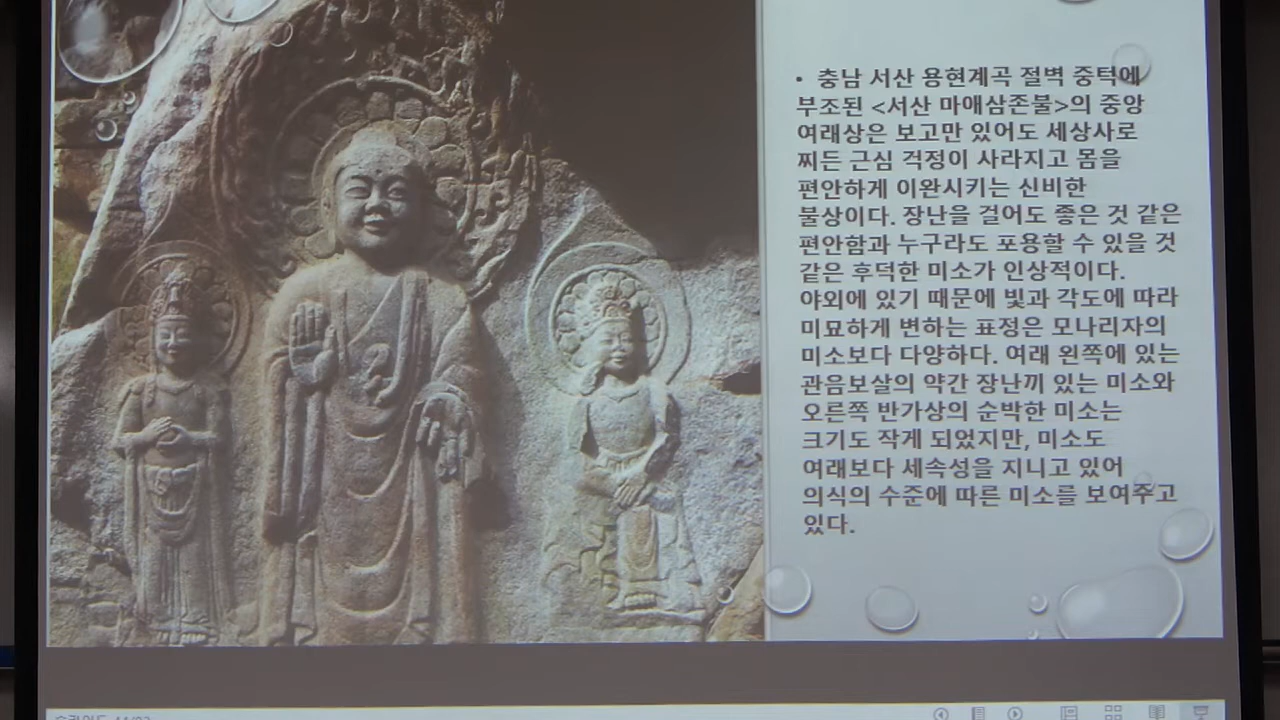 • 충남 서산 용현계곡 절벽 중턱에
부조된 <서산 마애삼존불>의 중앙
여래상은 보고만 있어도 세상사로
찌든 근심 걱정이 사라지고 몸을
편안하게 이완시키는 신비한
불상이다. 장난을 걸어도 좋은 것 같은
편안함과 누구라도 포용할 수 있을 것
같은 후덕한 미소가 인상적이다.
야외에 있기 때문에 빛과 각도에 따라
미묘하게 변하는 표정은 모나리자의
미소보다 다양하다. 여래 왼쪽에 있는
관음보살의 약간 장난끼 있는 미소와
오른쪽 반가상의 순박한 미소는
크기도 작게 되었지만, 미소도
여래보다 세속성을 지니고 있어
의식의 수준에 따른 미소를 보여주고
있다.